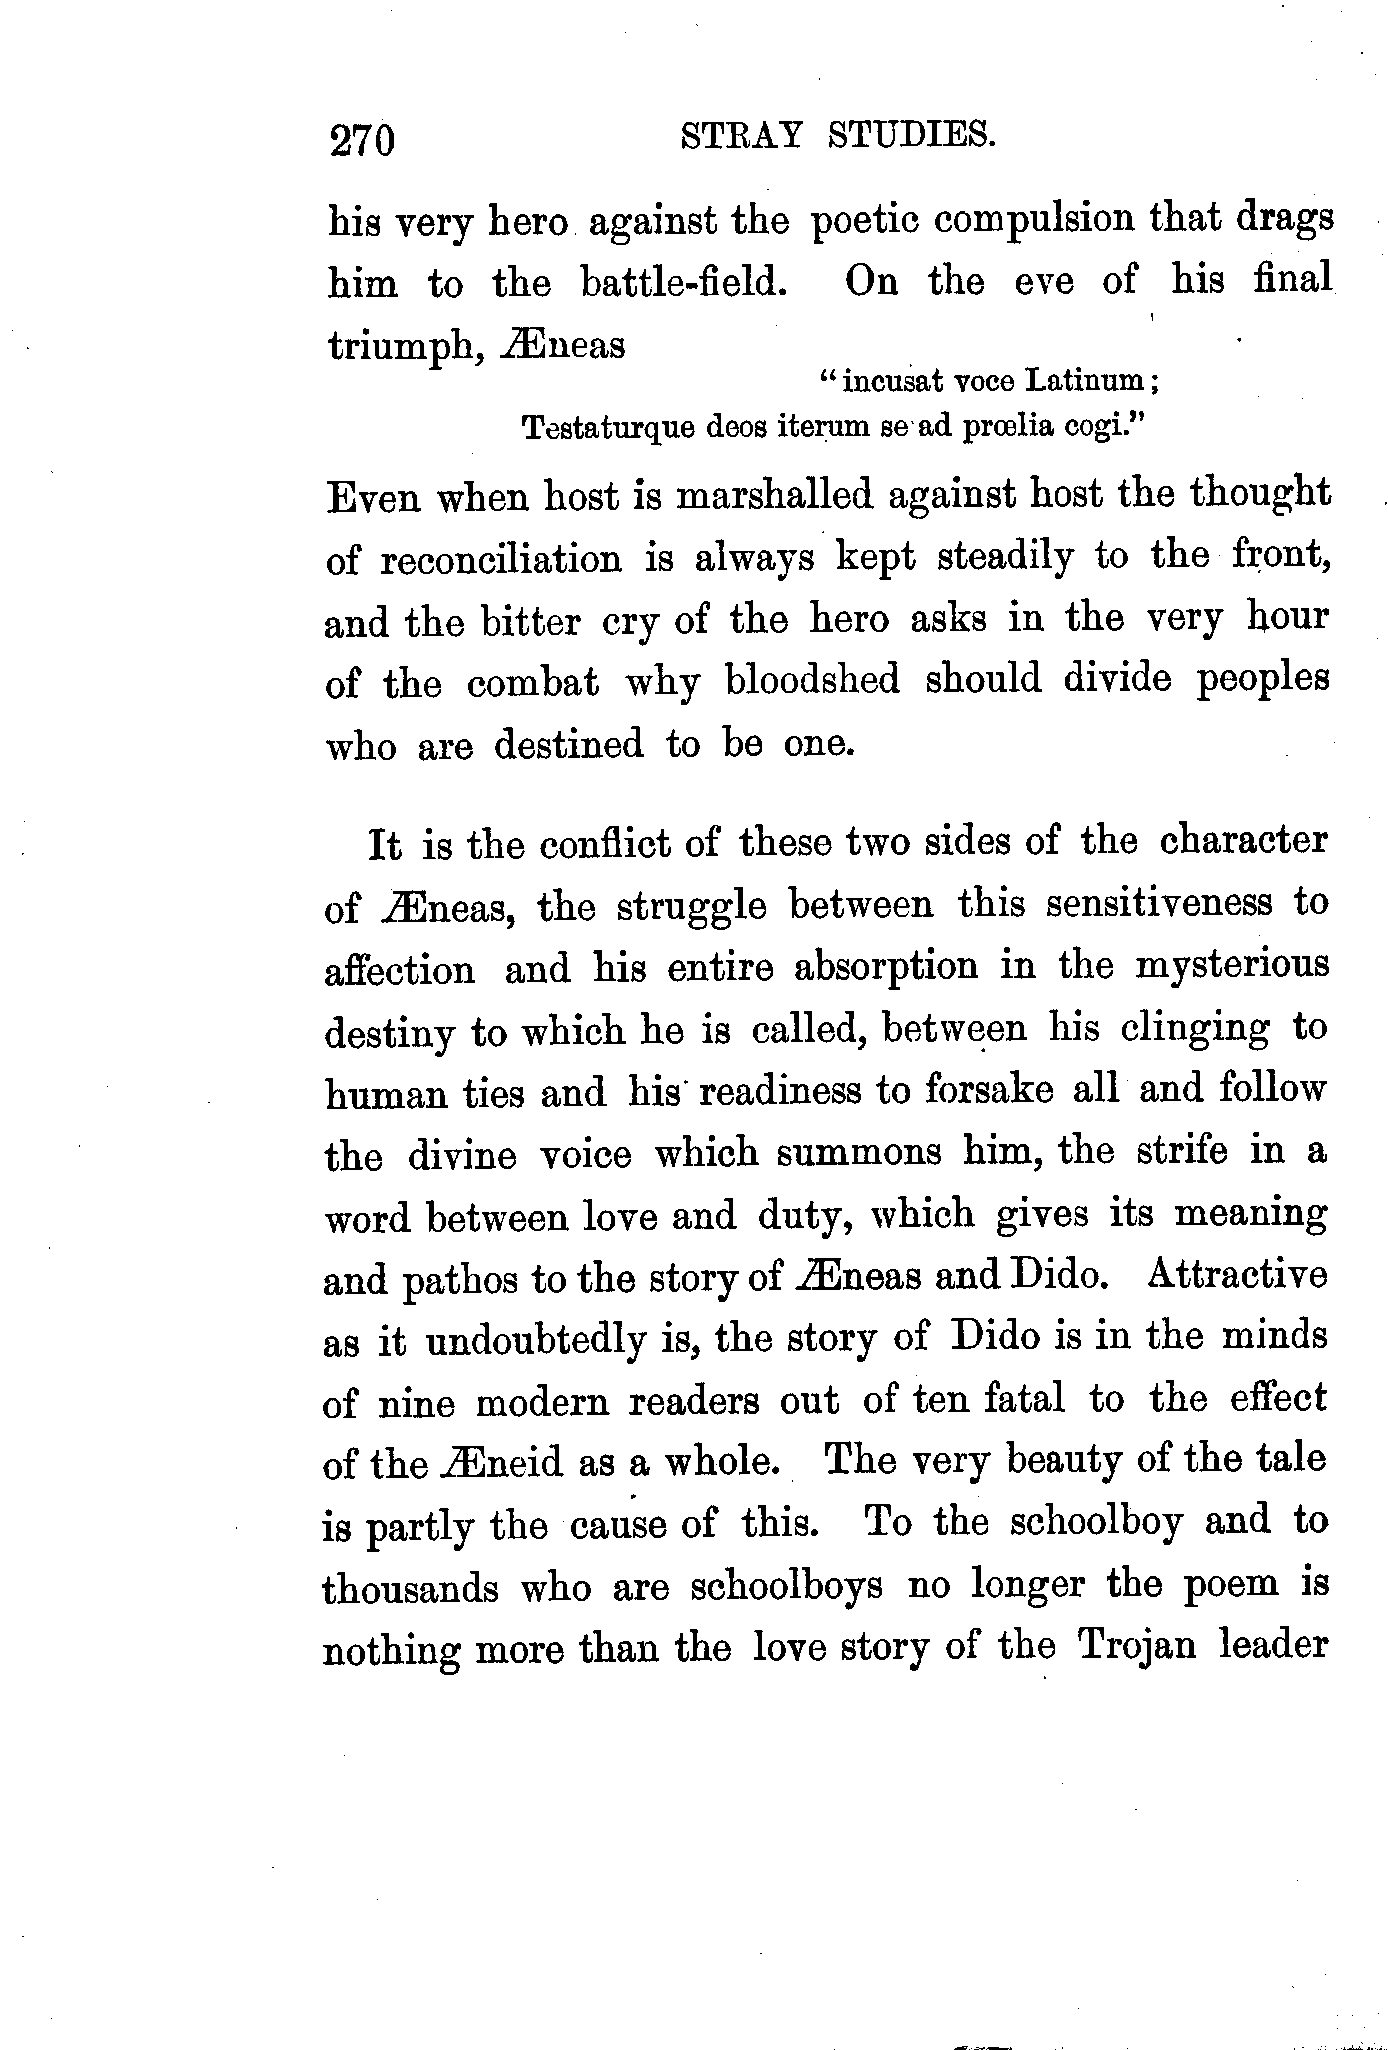 270 STRAY STUDIES.
his very hero against the poetic compulsion that drags
him to the battle-field. On the eve of his final
triumph, Æneas
"incusat voce Latinum;
Testaturque deos iterum se ad prœlia cogi."
Even when host is marshalled against host the thought
of reconciliation is always kept steadily to the front,
and the bitter cry of the hero asks in the very hour
of the combat why bloodshed should divide peoples
who are destined to be one.
It is the conflict of these two sides of the character
of Æneas, the struggle between this sensitiveness to
affection and his entire absorption in the mysterious
destiny to which he is called, between his clinging to
human ties and his readiness to forsake all and follow
the divine voice which summons him, the strife in a
word between love and duty, which gives its meaning
and pathos to the story of Æneas and Dido. Attractive
as it undoubtedly is, the story of Dido is in the minds
of nine modern readers out of ten fatal to the effect
of the Æneid as a whole. The very beauty of the tale
is partly the cause of this. To the schoolboy and to
thousands who are schoolboys no longer the poem is
nothing more than the love story of the Trojan leader